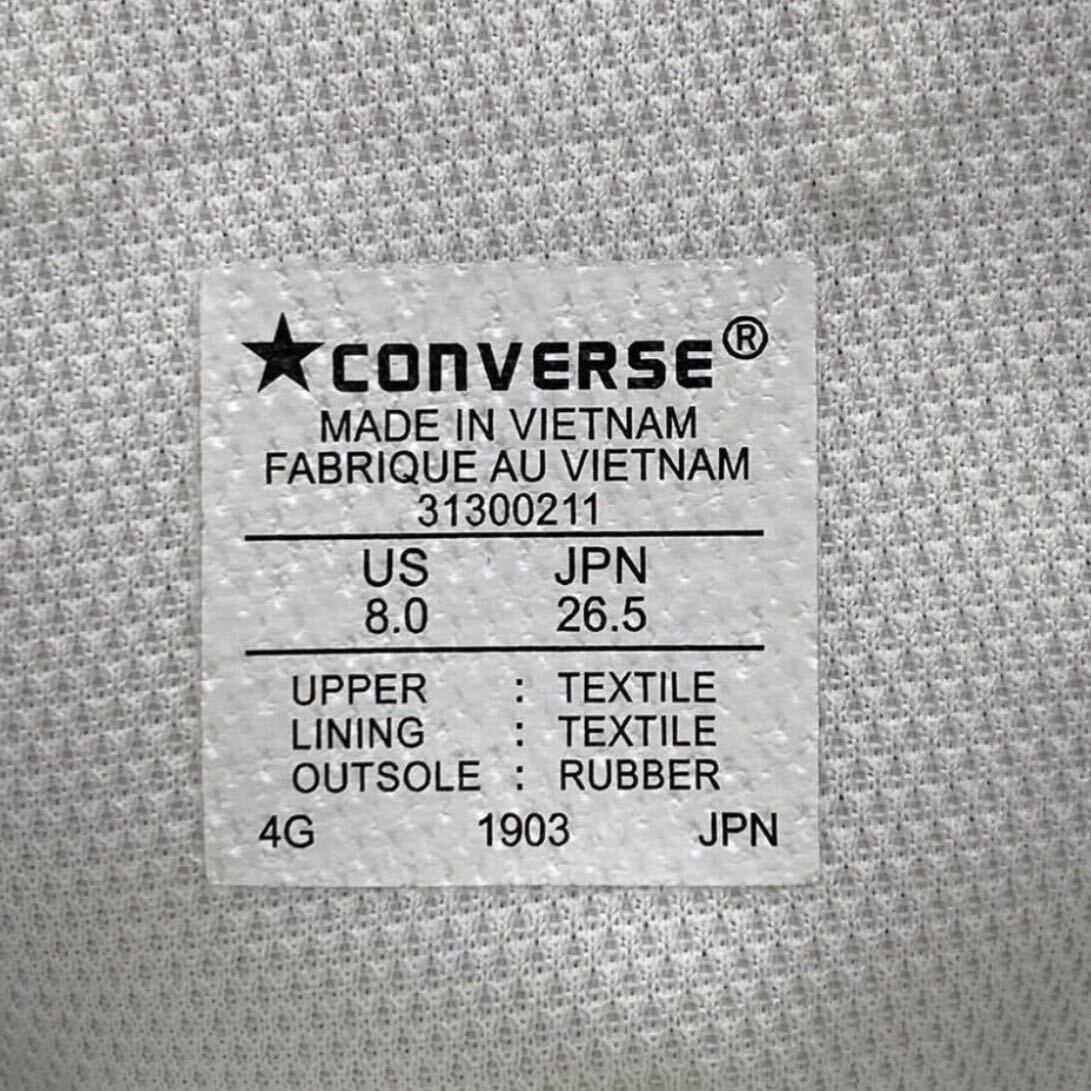 ★CONVERSE®
MADE IN VIETNAM
FABRIQUE AU VIETNAM
31300211
US JPN
8.0 26.5
UPPER : TEXTILE
LINING : TEXTILE
OUTSOLE : RUBBER
4G 1903 JPN